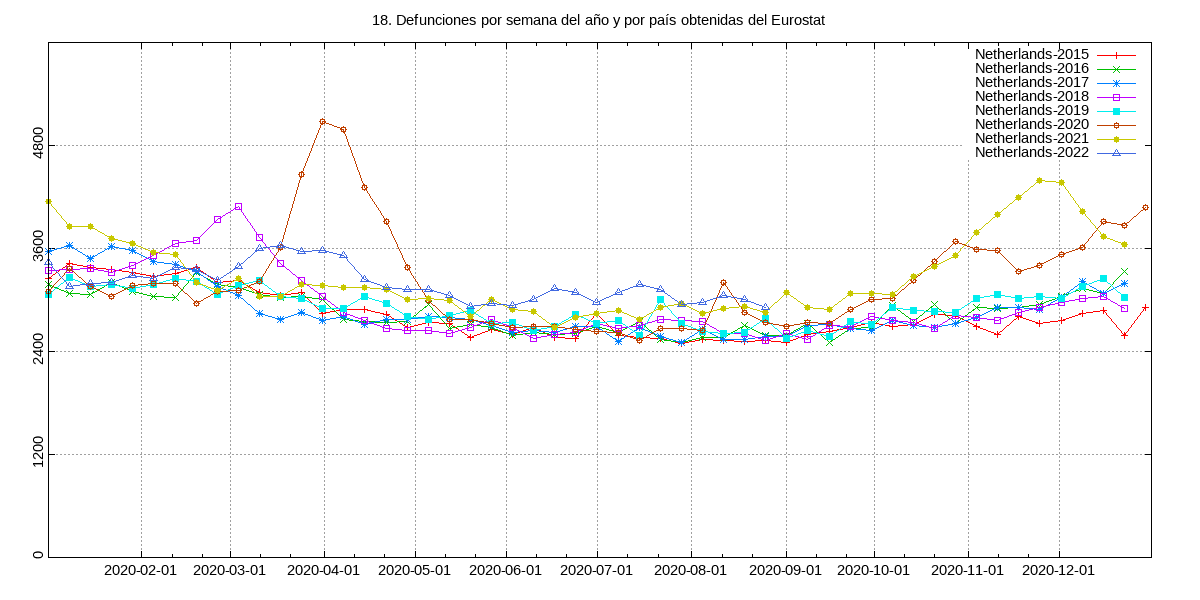 18. Defunciones por semana del año y por país obtenidas del Eurostat
Netherlands-2015
Netherlands-2016
Netherlands-2017
Netherlands-2018
Netherlands-2019
Netherlands-2020
Netherlands-2021
Netherlands-2022
4800
3600
2400
1200
0
2020-02-01 2020-03-01 2020-04-01 2020-05-01 2020-06-01 2020-07-01 2020-08-01 2020-09-01 2020-10-01 2020-11-01 2020-12-01